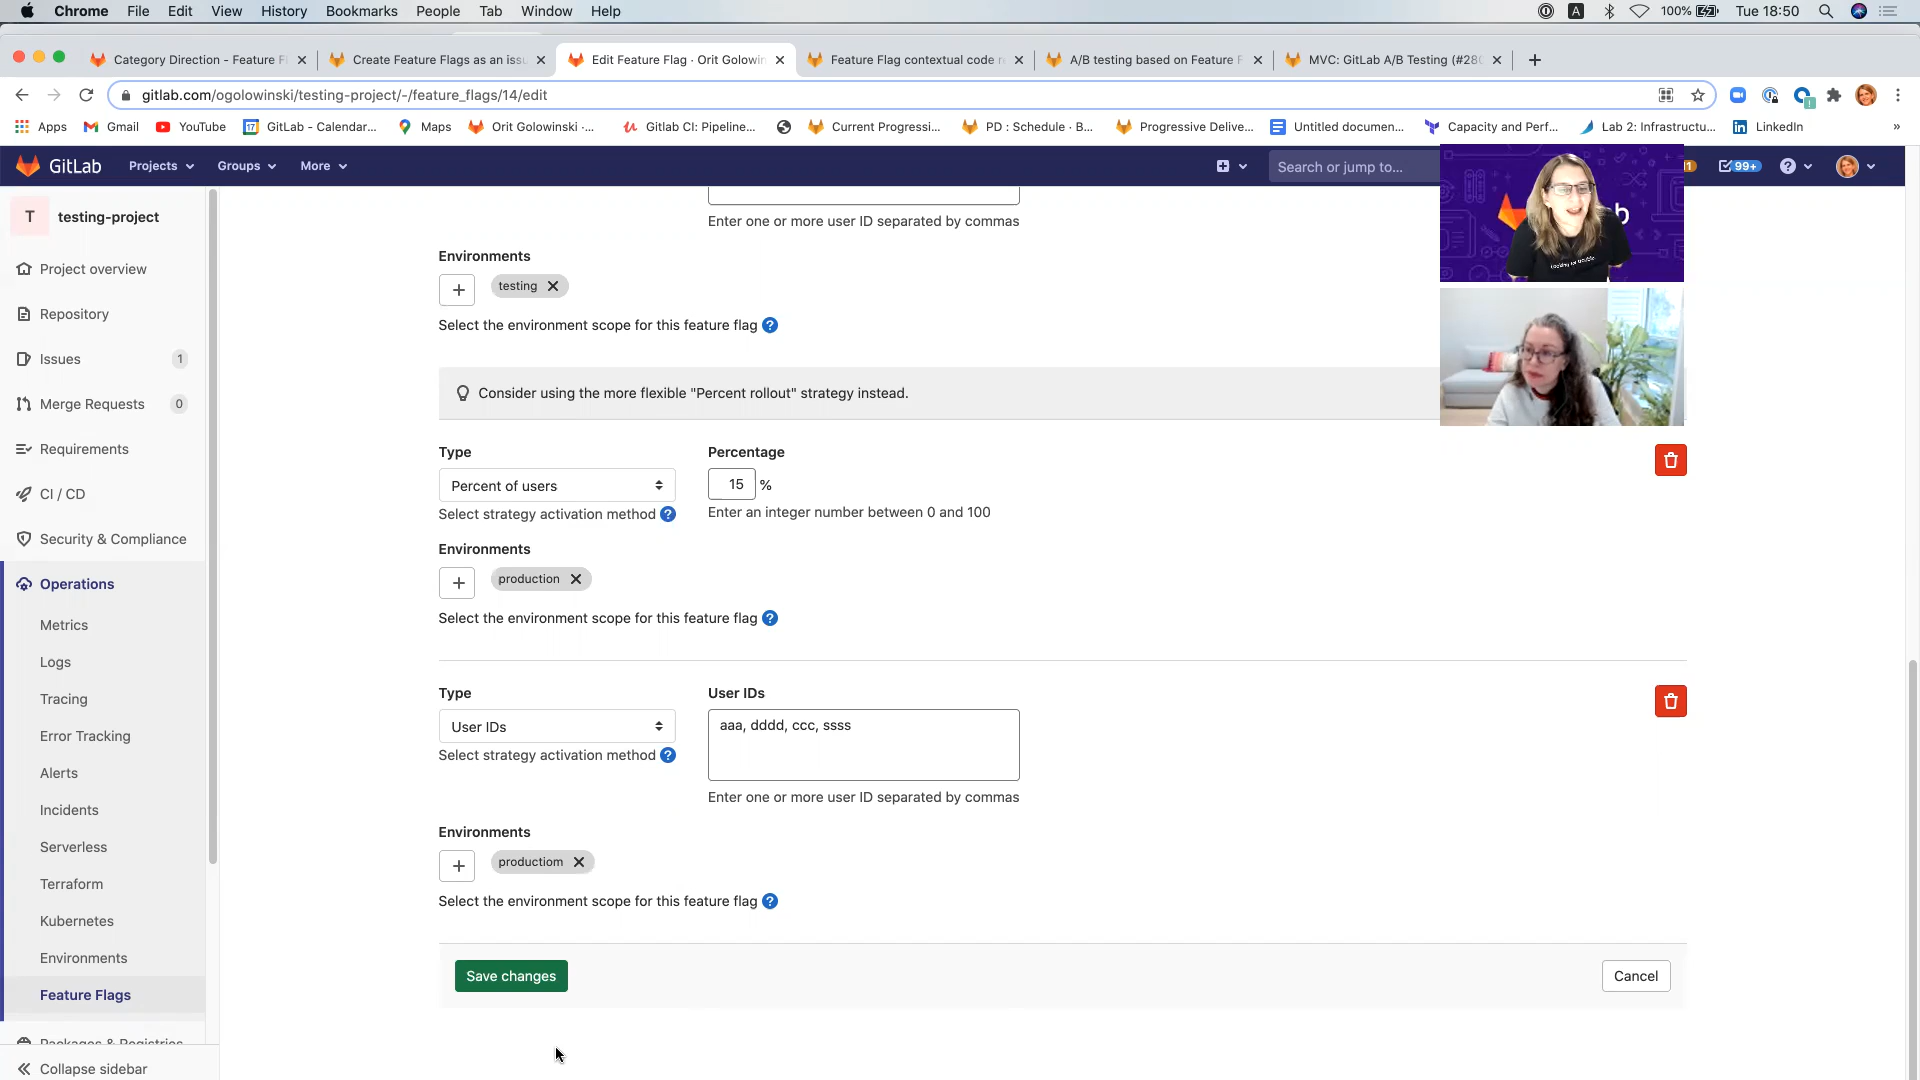 Chrome File Edit View History Bookmarks People Tab Window Help
A 100% Tue 18:50
Category Direction - Feature Fl
Create Feature Flags as an issu
Edit Feature Flag · Orit Golowin
Feature Flag contextual code r
A/B testing based on Feature F
MVC: GitLab A/B Testing (#280
gitlab.com/ogolowinski/testing-project/-/feature_flags/14/edit
Apps Gmail YouTube 17 GitLab - Calendar... Maps Orit Golowinski ·... Gitlab CI: Pipeline... Current Progressi... PD : Schedule · B... Progressive Delive... Untitled documen... Capacity and Perf... Lab 2: Infrastructu... LinkedIn »
GitLab Projects Groups More Search or jump to... 1 99+
T testing-project
Project overview
Repository
Issues 1
Merge Requests 0
Requirements
CI / CD
Security & Compliance
Operations
Metrics
Logs
Tracing
Error Tracking
Alerts
Incidents
Serverless
Terraform
Kubernetes
Environments
Feature Flags
Packages & Registries
Collapse sidebar
Enter one or more user ID separated by commas
Environments
testing
Select the environment scope for this feature flag ?
Consider using the more flexible "Percent rollout" strategy instead.
Type Percentage
Percent of users 15 %
Select strategy activation method ? Enter an integer number between 0 and 100
Environments
production
Select the environment scope for this feature flag ?
Type User IDs
User IDs aaa, dddd, ccc, ssss
Select strategy activation method ?
Enter one or more user ID separated by commas
Environments
productiom
Select the environment scope for this feature flag ?
Save changes Cancel